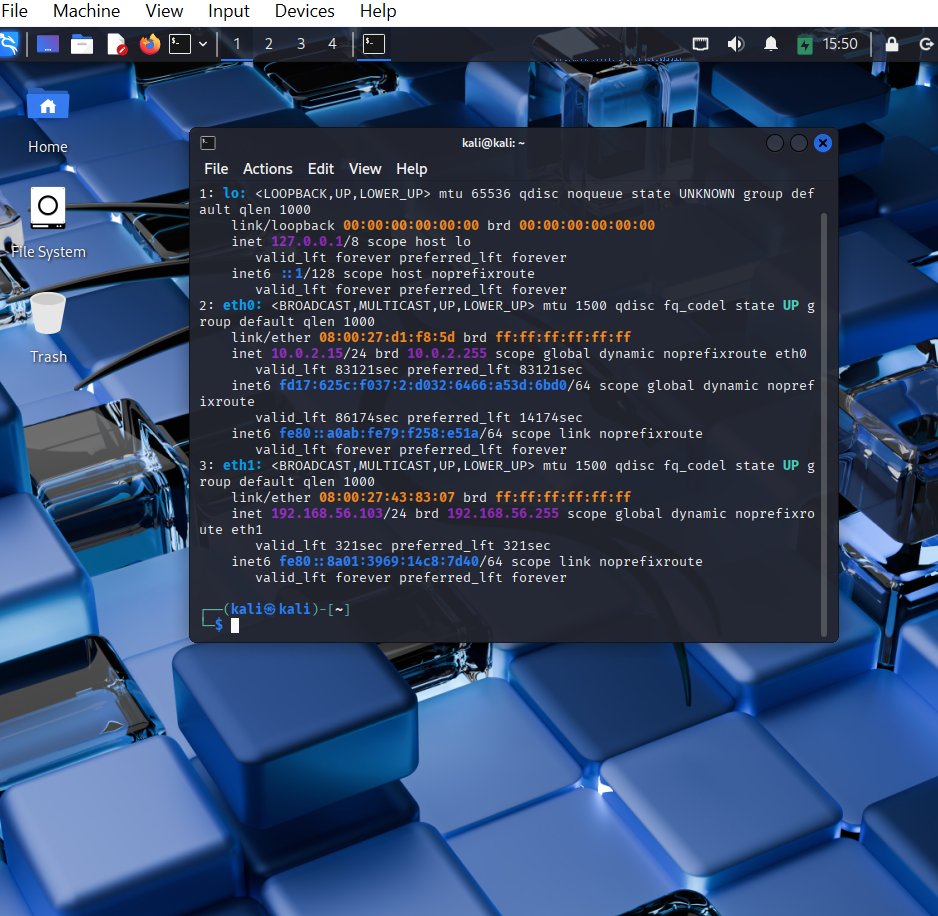 File Machine View Input Devices Help
1 2 3 4 15:50
Home
File System
Trash
kali@kali: ~
File Actions Edit View Help
1: lo: <LOOPBACK,UP,LOWER_UP> mtu 65536 qdisc noqueue state UNKNOWN group def
ault qlen 1000
    link/loopback 00:00:00:00:00:00 brd 00:00:00:00:00:00
    inet 127.0.0.1/8 scope host lo
       valid_lft forever preferred_lft forever
    inet6 ::1/128 scope host noprefixroute
       valid_lft forever preferred_lft forever
2: eth0: <BROADCAST,MULTICAST,UP,LOWER_UP> mtu 1500 qdisc fq_codel state UP g
roup default qlen 1000
    link/ether 08:00:27:d1:f8:5d brd ff:ff:ff:ff:ff:ff
    inet 10.0.2.15/24 brd 10.0.2.255 scope global dynamic noprefixroute eth0
       valid_lft 83121sec preferred_lft 83121sec
    inet6 fd17:625c:f037:2:d032:6466:a53d:6bd0/64 scope global dynamic nopref
ixroute
       valid_lft 86174sec preferred_lft 14174sec
    inet6 fe80::a0ab:fe79:f258:e51a/64 scope link noprefixroute
       valid_lft forever preferred_lft forever
3: eth1: <BROADCAST,MULTICAST,UP,LOWER_UP> mtu 1500 qdisc fq_codel state UP g
roup default qlen 1000
    link/ether 08:00:27:43:83:07 brd ff:ff:ff:ff:ff:ff
    inet 192.168.56.103/24 brd 192.168.56.255 scope global dynamic noprefixro
ute eth1
       valid_lft 321sec preferred_lft 321sec
    inet6 fe80::8a01:3969:14c8:7d40/64 scope link noprefixroute
       valid_lft forever preferred_lft forever
┌──(kali㉿kali)-[~]
└─$